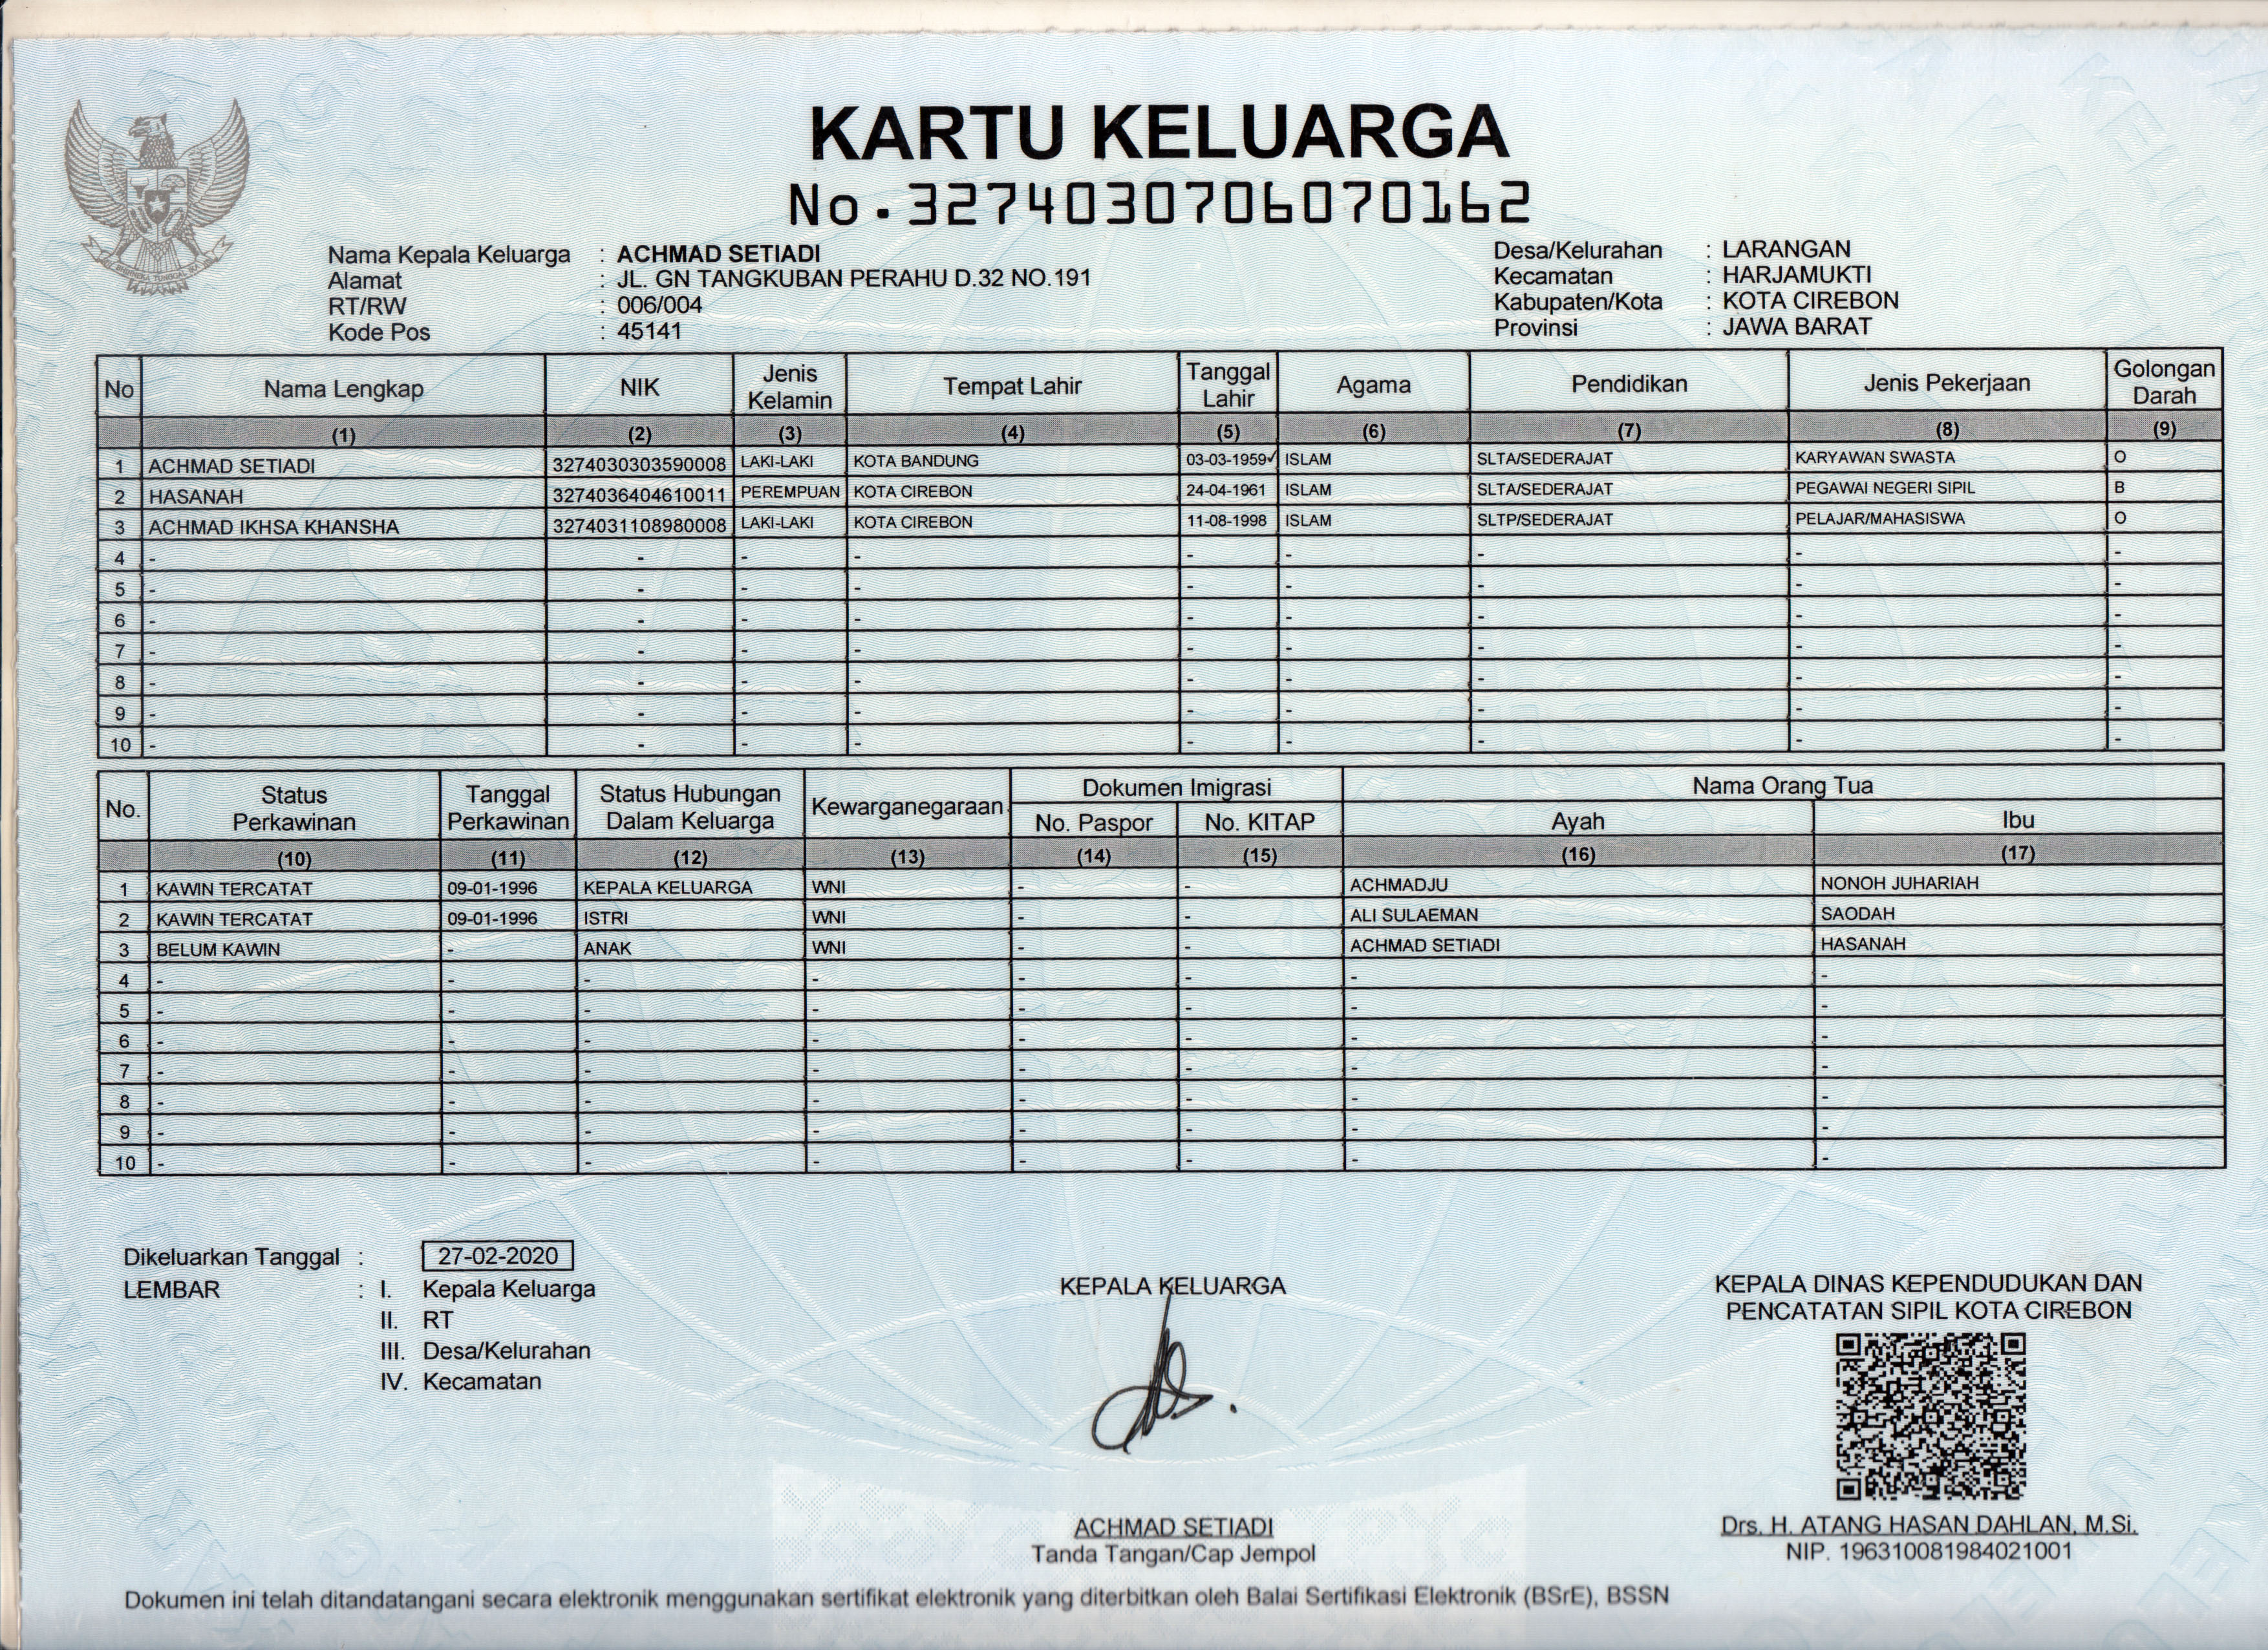 KARTU KELUARGA
No. 3274030706070162
Nama Kepala Keluarga : ACHMAD SETIADI
Alamat : JL. GN TANGKUBAN PERAHU D.32 NO.191
RT/RW : 006/004
Kode Pos : 45141
Desa/Kelurahan : LARANGAN
Kecamatan : HARJAMUKTI
Kabupaten/Kota : KOTA CIREBON
Provinsi : JAWA BARAT
No Nama Lengkap NIK Jenis Kelamin Tempat Lahir Tanggal Lahir Agama Pendidikan Jenis Pekerjaan Golongan Darah
(1) (2) (3) (4) (5) (6) (7) (8) (9)
1 ACHMAD SETIADI 3274030303590008 LAKI-LAKI KOTA BANDUNG 03-03-1959✓ ISLAM SLTA/SEDERAJAT KARYAWAN SWASTA O
2 HASANAH 3274036404610011 PEREMPUAN KOTA CIREBON 24-04-1961 ISLAM SLTA/SEDERAJAT PEGAWAI NEGERI SIPIL B
3 ACHMAD IKHSA KHANSHA 3274031108980008 LAKI-LAKI KOTA CIREBON 11-08-1998 ISLAM SLTP/SEDERAJAT PELAJAR/MAHASISWA O
4 - - - - - - - - -
5 - - - - - - - - -
6 - - - - - - - - -
7 - - - - - - - - -
8 - - - - - - - - -
9 - - - - - - - - -
10 - - - - - - - - -
No. Status Perkawinan Tanggal Perkawinan Status Hubungan Dalam Keluarga Kewarganegaraan Dokumen Imigrasi Nama Orang Tua
No. Paspor No. KITAP Ayah Ibu
(10) (11) (12) (13) (14) (15) (16) (17)
1 KAWIN TERCATAT 09-01-1996 KEPALA KELUARGA WNI - - ACHMADJU NONOH JUHARIAH
2 KAWIN TERCATAT 09-01-1996 ISTRI WNI - - ALI SULAEMAN SAODAH
3 BELUM KAWIN - ANAK WNI - - ACHMAD SETIADI HASANAH
4 - - - - - - - -
5 - - - - - - - -
6 - - - - - - - -
7 - - - - - - - -
8 - - - - - - - -
9 - - - - - - - -
10 - - - - - - - -
Dikeluarkan Tanggal : 27-02-2020
LEMBAR : I. Kepala Keluarga
II. RT
III. Desa/Kelurahan
IV. Kecamatan
KEPALA KELUARGA
ACHMAD SETIADI
Tanda Tangan/Cap Jempol
KEPALA DINAS KEPENDUDUKAN DAN
PENCATATAN SIPIL KOTA CIREBON
Drs. H. ATANG HASAN DAHLAN, M.Si.
NIP. 196310081984021001
Dokumen ini telah ditandatangani secara elektronik menggunakan sertifikat elektronik yang diterbitkan oleh Balai Sertifikasi Elektronik (BSrE), BSSN